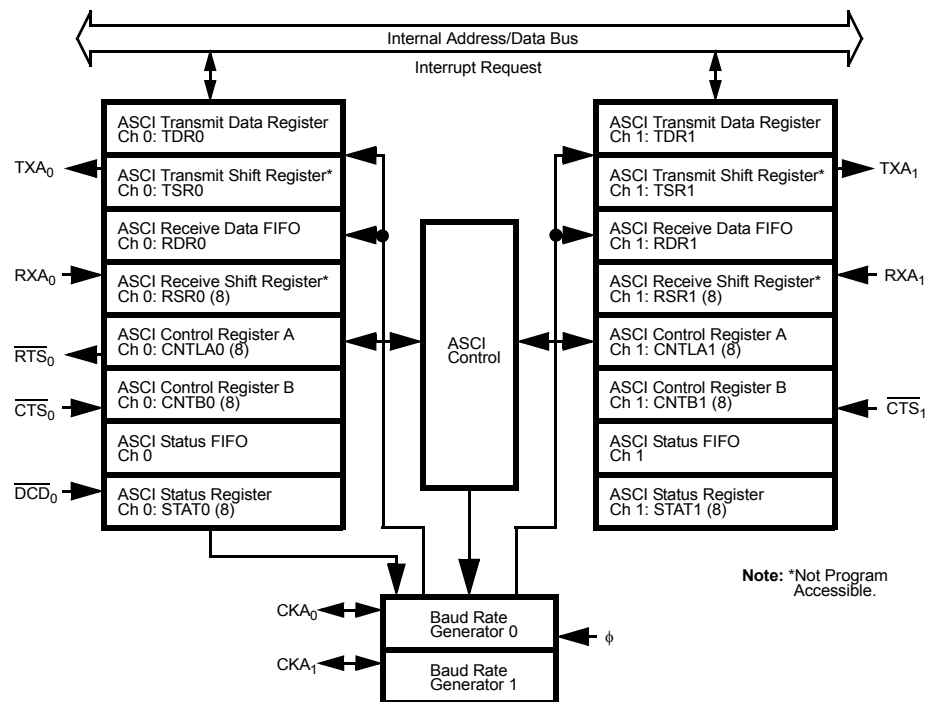 Internal Address/Data Bus
Interrupt Request
ASCI Transmit Data Register
Ch 0: TDR0
ASCI Transmit Shift Register*
Ch 0: TSR0
ASCI Receive Data FIFO
Ch 0: RDR0
ASCI Receive Shift Register*
Ch 0: RSR0 (8)
ASCI Control Register A
Ch 0: CNTLA0 (8)
ASCI Control Register B
Ch 0: CNTB0 (8)
ASCI Status FIFO
Ch 0
ASCI Status Register
Ch 0: STAT0 (8)
TXA₀
RXA₀
R̅T̅S̅₀
C̅T̅S̅₀
D̅C̅D̅₀
ASCI
Control
ASCI Transmit Data Register
Ch 1: TDR1
ASCI Transmit Shift Register*
Ch 1: TSR1
ASCI Receive Data FIFO
Ch 1: RDR1
ASCI Receive Shift Register*
Ch 1: RSR1 (8)
ASCI Control Register A
Ch 1: CNTLA1 (8)
ASCI Control Register B
Ch 1: CNTB1 (8)
ASCI Status FIFO
Ch 1
ASCI Status Register
Ch 1: STAT1 (8)
TXA₁
RXA₁
C̅T̅S̅₁
Note: *Not Program
Accessible.
CKA₀
Baud Rate
Generator 0
ϕ
CKA₁
Baud Rate
Generator 1